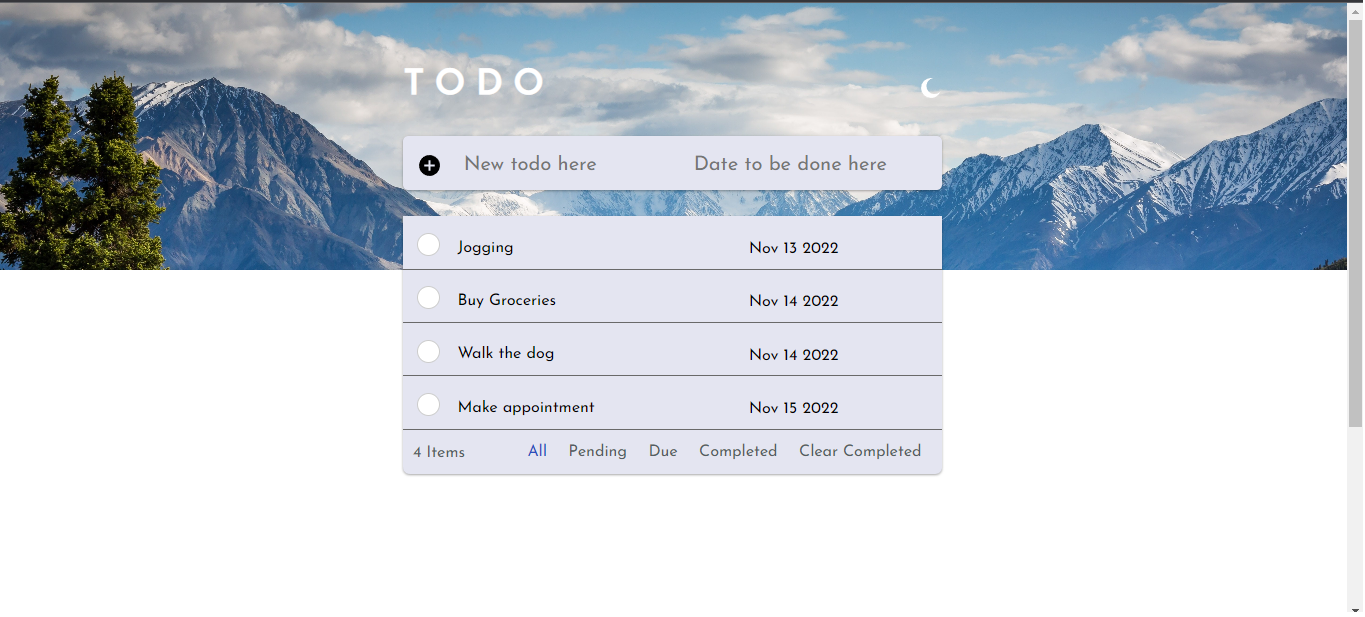 TODO
New todo here Date to be done here
Jogging Nov 13 2022
Buy Groceries Nov 14 2022
Walk the dog Nov 14 2022
Make appointment Nov 15 2022
4 Items All Pending Due Completed Clear Completed